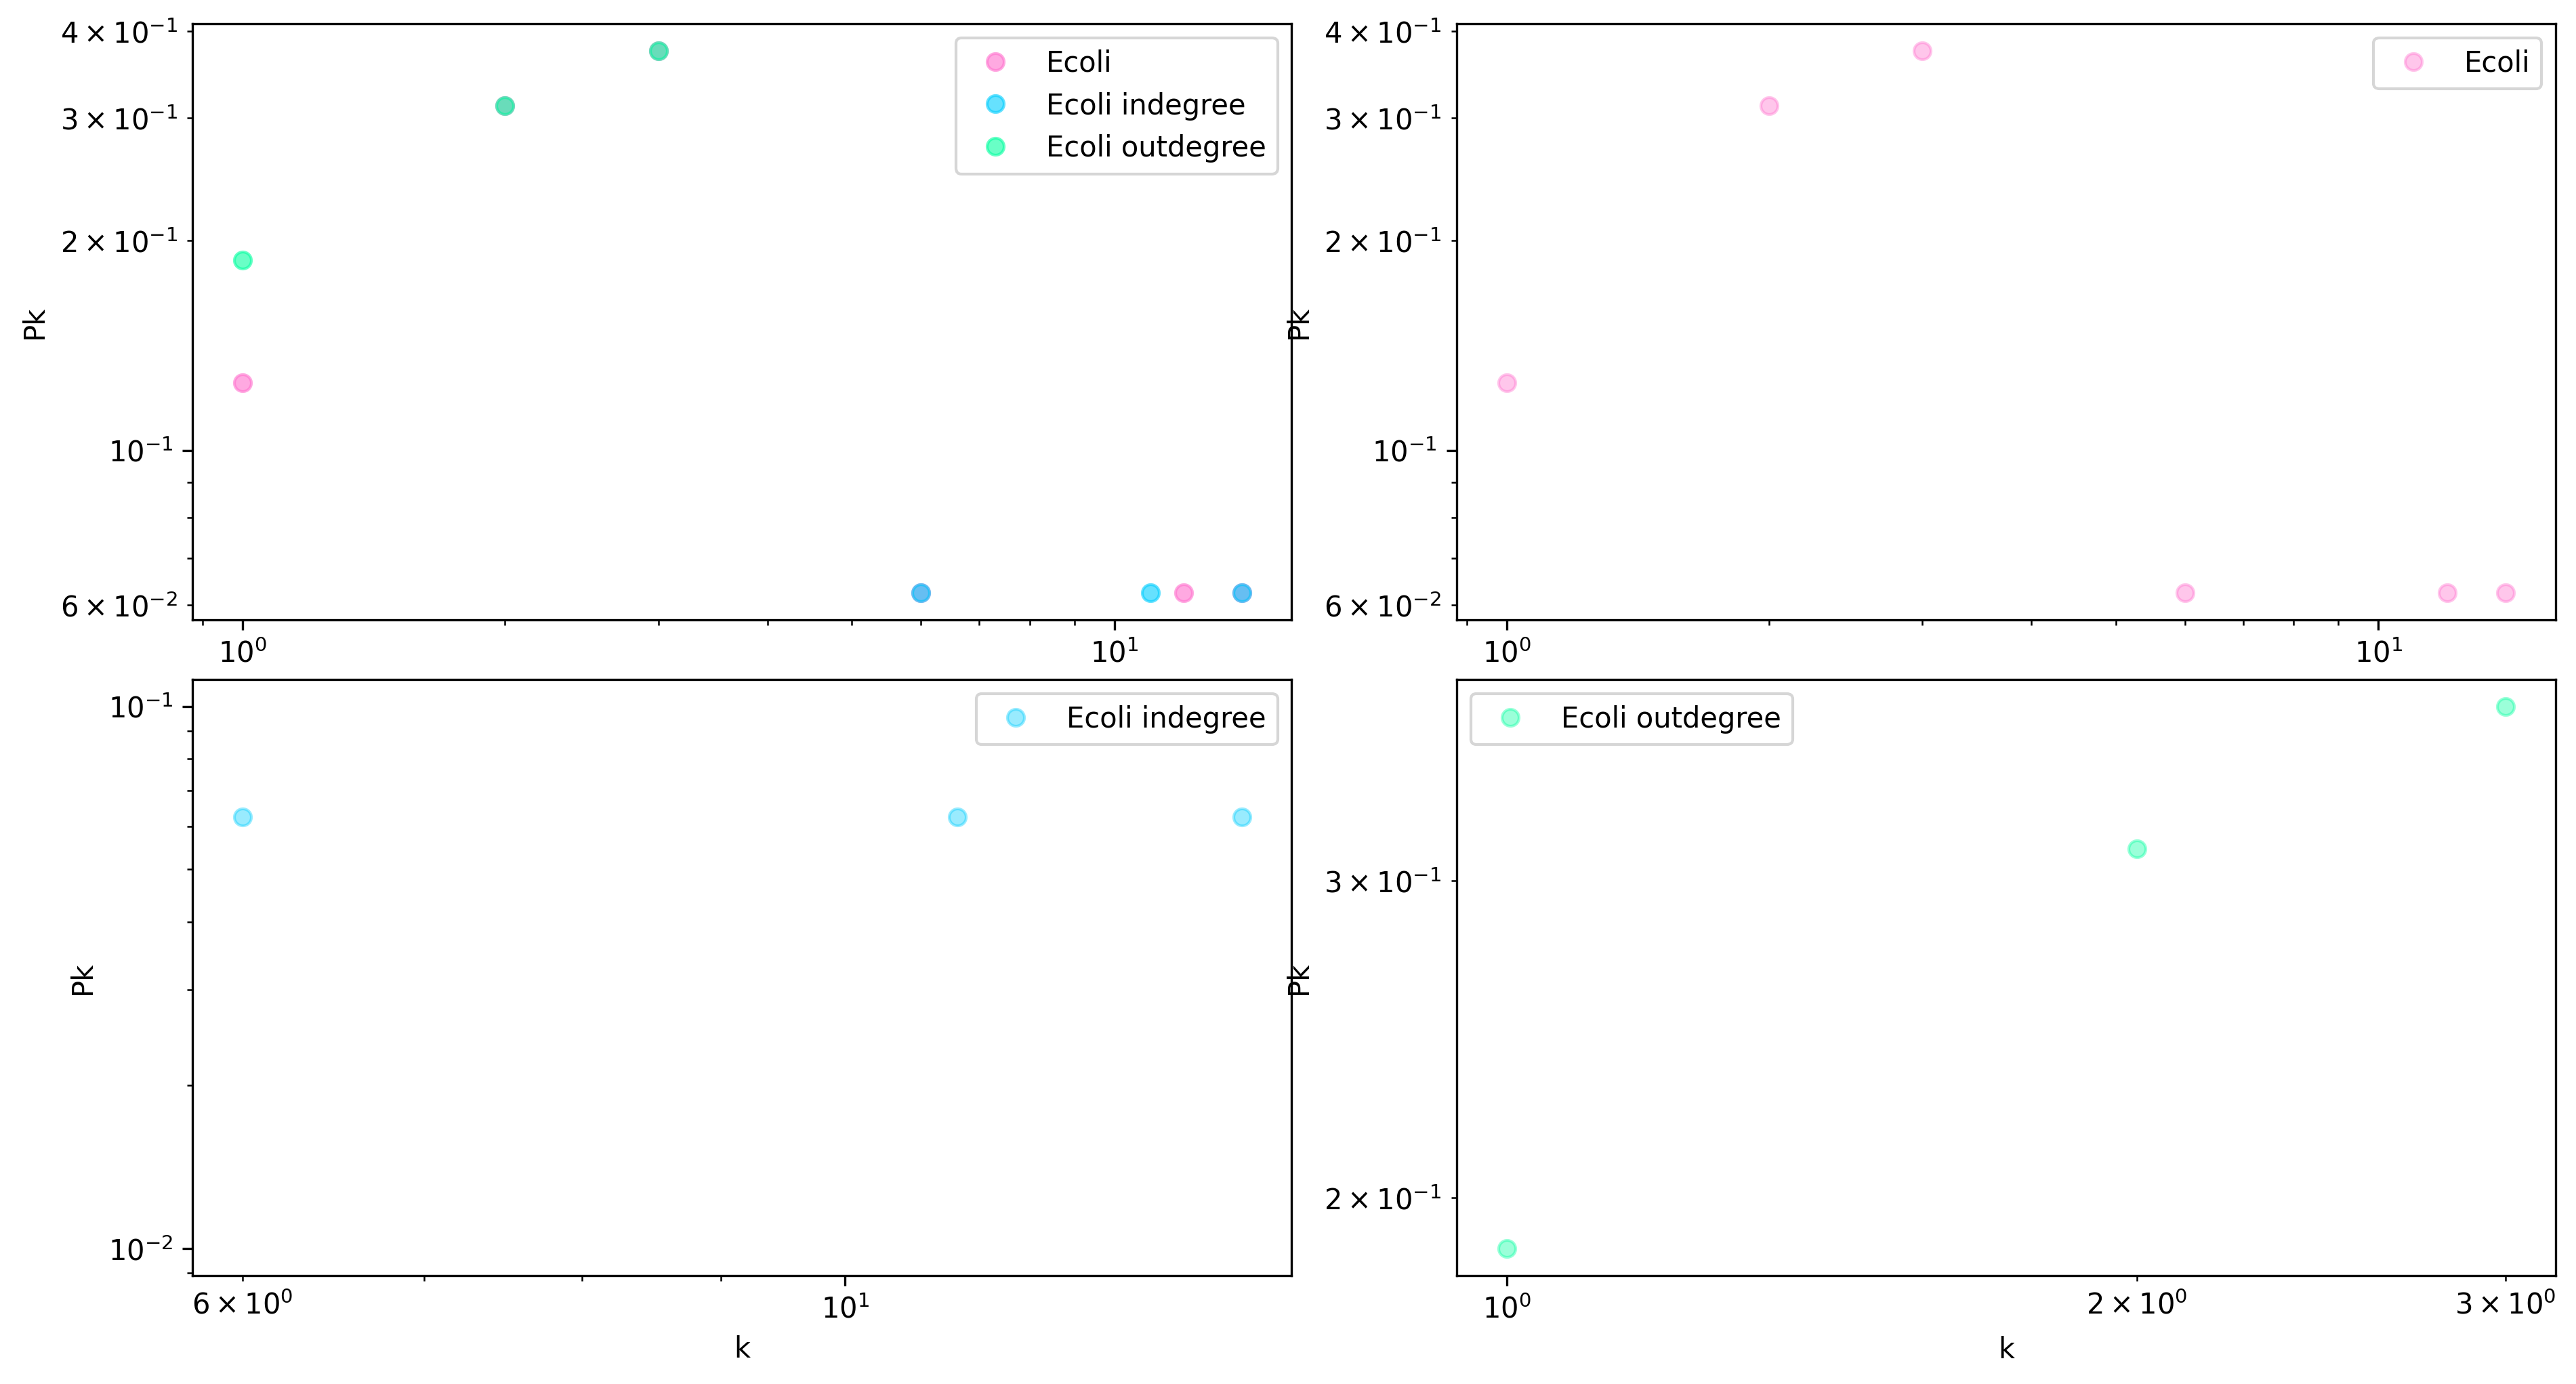 4 × 10⁻¹
3 × 10⁻¹
2 × 10⁻¹
10⁻¹
6 × 10⁻²
Pk
10⁰
10¹
Ecoli
Ecoli indegree
Ecoli outdegree
4 × 10⁻¹
3 × 10⁻¹
2 × 10⁻¹
10⁻¹
6 × 10⁻²
Pk
10⁰
10¹
Ecoli
10⁻¹
10⁻²
Pk
6 × 10⁰
10¹
k
Ecoli indegree
3 × 10⁻¹
2 × 10⁻¹
Pk
10⁰
2 × 10⁰
3 × 10⁰
k
Ecoli outdegree